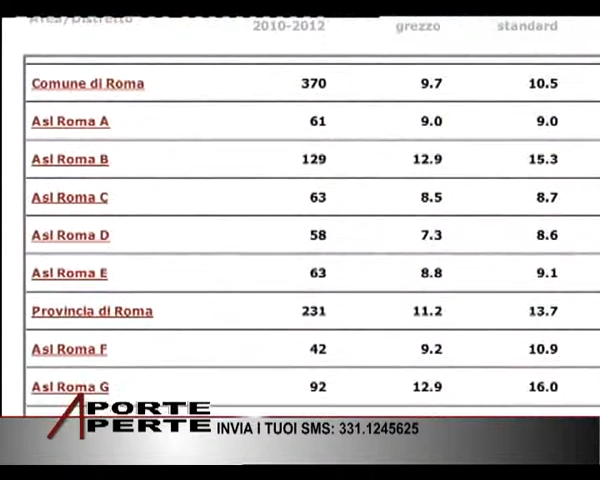 Area/Distretto 2010-2012 grezzo standard
Comune di Roma 370 9.7 10.5
Asl Roma A 61 9.0 9.0
Asl Roma B 129 12.9 15.3
Asl Roma C 63 8.5 8.7
Asl Roma D 58 7.3 8.6
Asl Roma E 63 8.8 9.1
Provincia di Roma 231 11.2 13.7
Asl Roma F 42 9.2 10.9
Asl Roma G 92 12.9 16.0
A PORTE
APERTE INVIA I TUOI SMS: 331.1245625